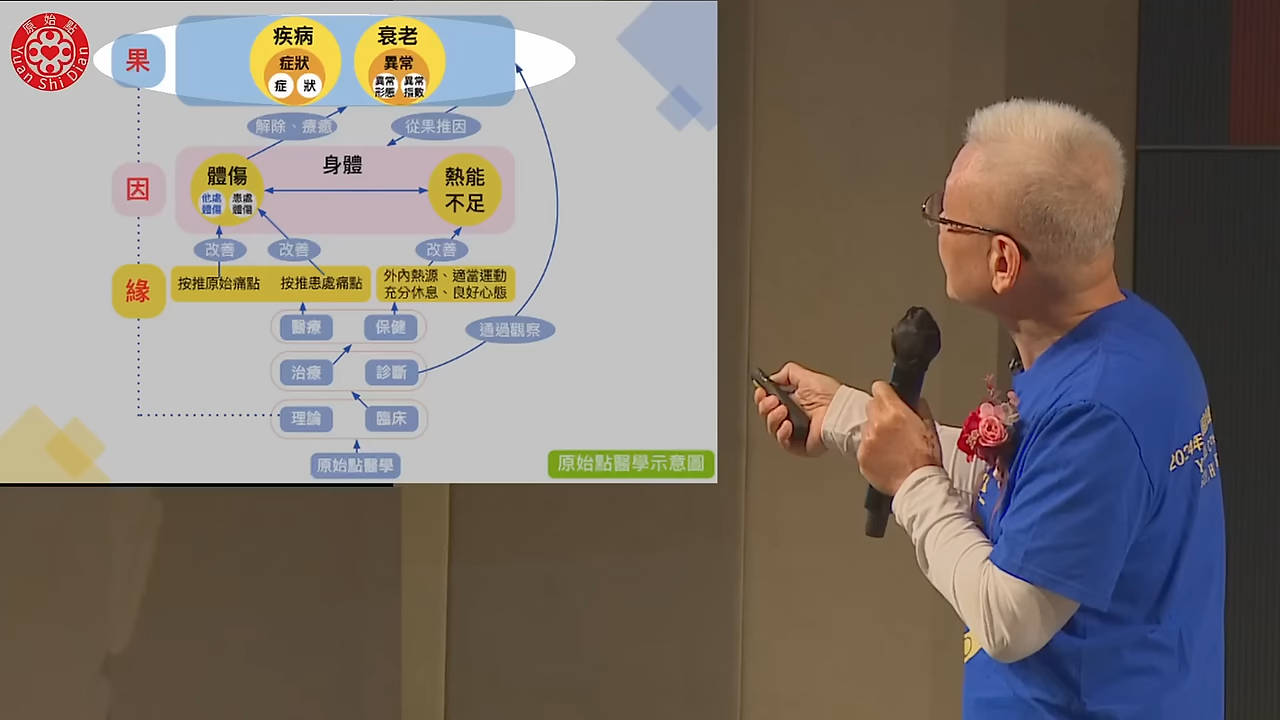 原始點
Yuan Shi Dian
果
疾病
症狀
症 狀
衰老
異常
異常形態
異常指數
解除、療癒
從果推因
因
身體
體傷
他處體傷
患處體傷
熱能不足
改善
改善
改善
緣
按推原始痛點
按推患處痛點
外內熱源、適當運動
充分休息、良好心態
醫療
保健
通過觀察
治療
診斷
理論
臨床
原始點醫學
原始點醫學示意圖